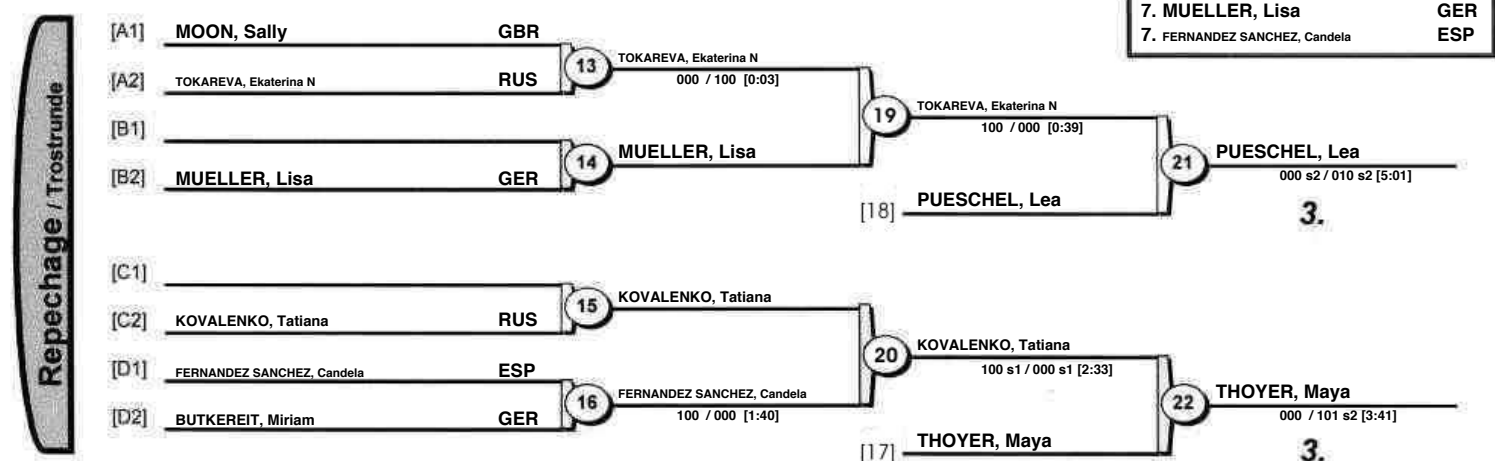 7. MUELLER, Lisa GER
7. FERNANDEZ SANCHEZ, Candela ESP
Repechage / Trostrunde
[A1] MOON, Sally GBR
[A2] TOKAREVA, Ekaterina N RUS
13 TOKAREVA, Ekaterina N
000 / 100 [0:03]
[B1]
[B2] MUELLER, Lisa GER
14 MUELLER, Lisa
19 TOKAREVA, Ekaterina N
100 / 000 [0:39]
[18] PUESCHEL, Lea
21 PUESCHEL, Lea
000 s2 / 010 s2 [5:01]
3.
[C1]
[C2] KOVALENKO, Tatiana RUS
15 KOVALENKO, Tatiana
[D1] FERNANDEZ SANCHEZ, Candela ESP
[D2] BUTKEREIT, Miriam GER
16 FERNANDEZ SANCHEZ, Candela
100 / 000 [1:40]
20 KOVALENKO, Tatiana
100 s1 / 000 s1 [2:33]
[17] THOYER, Maya
22 THOYER, Maya
000 / 101 s2 [3:41]
3.